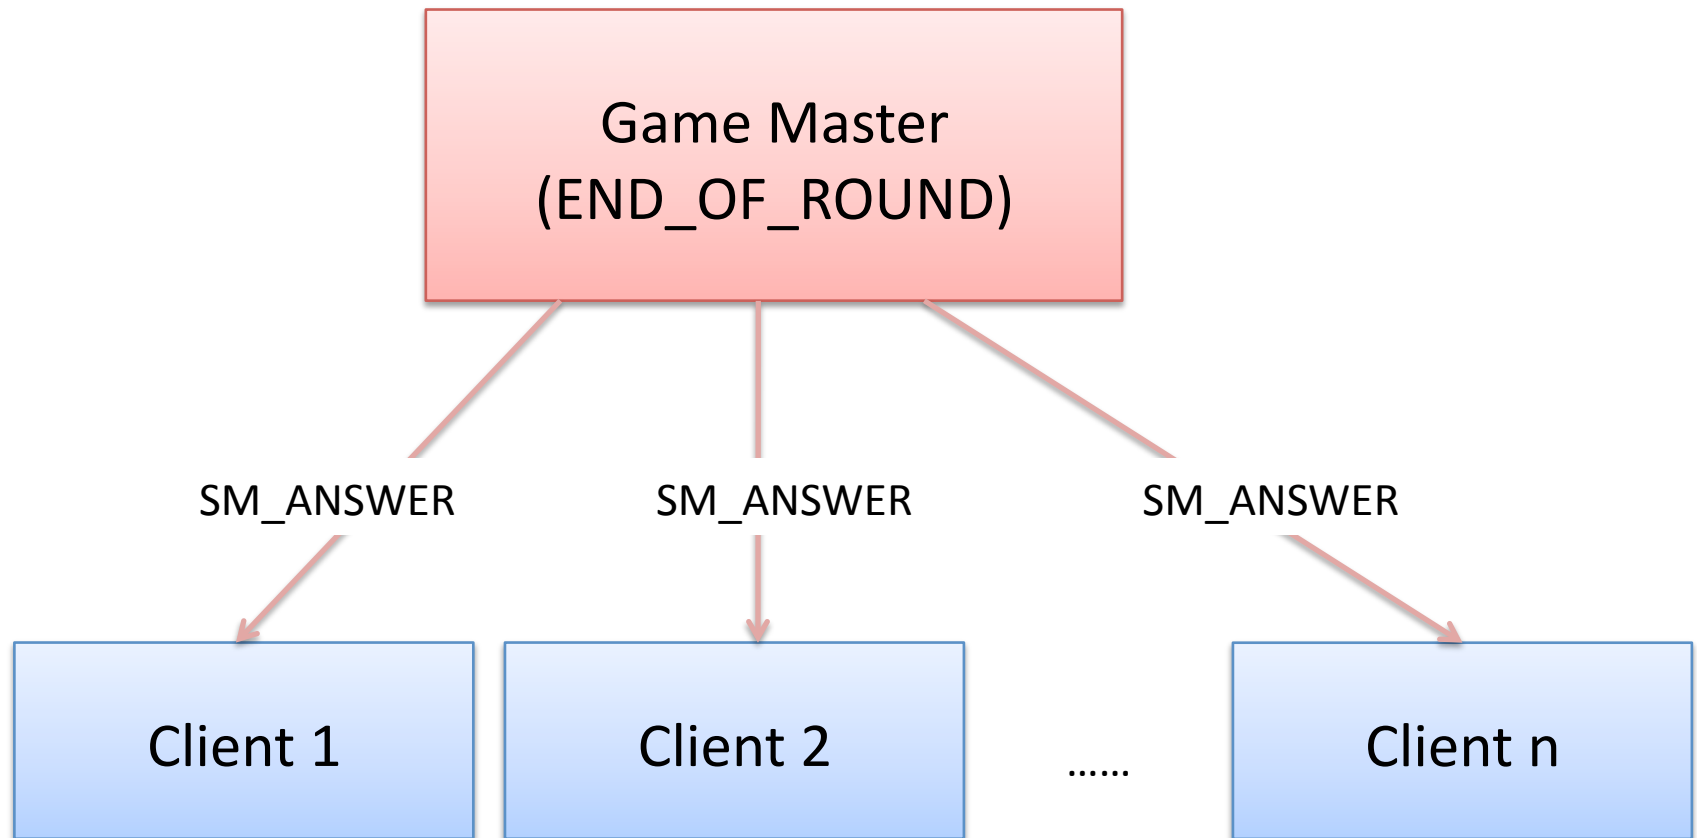 Game Master
(END_OF_ROUND)
SM_ANSWER
SM_ANSWER
SM_ANSWER
Client 1
Client 2
......
Client n